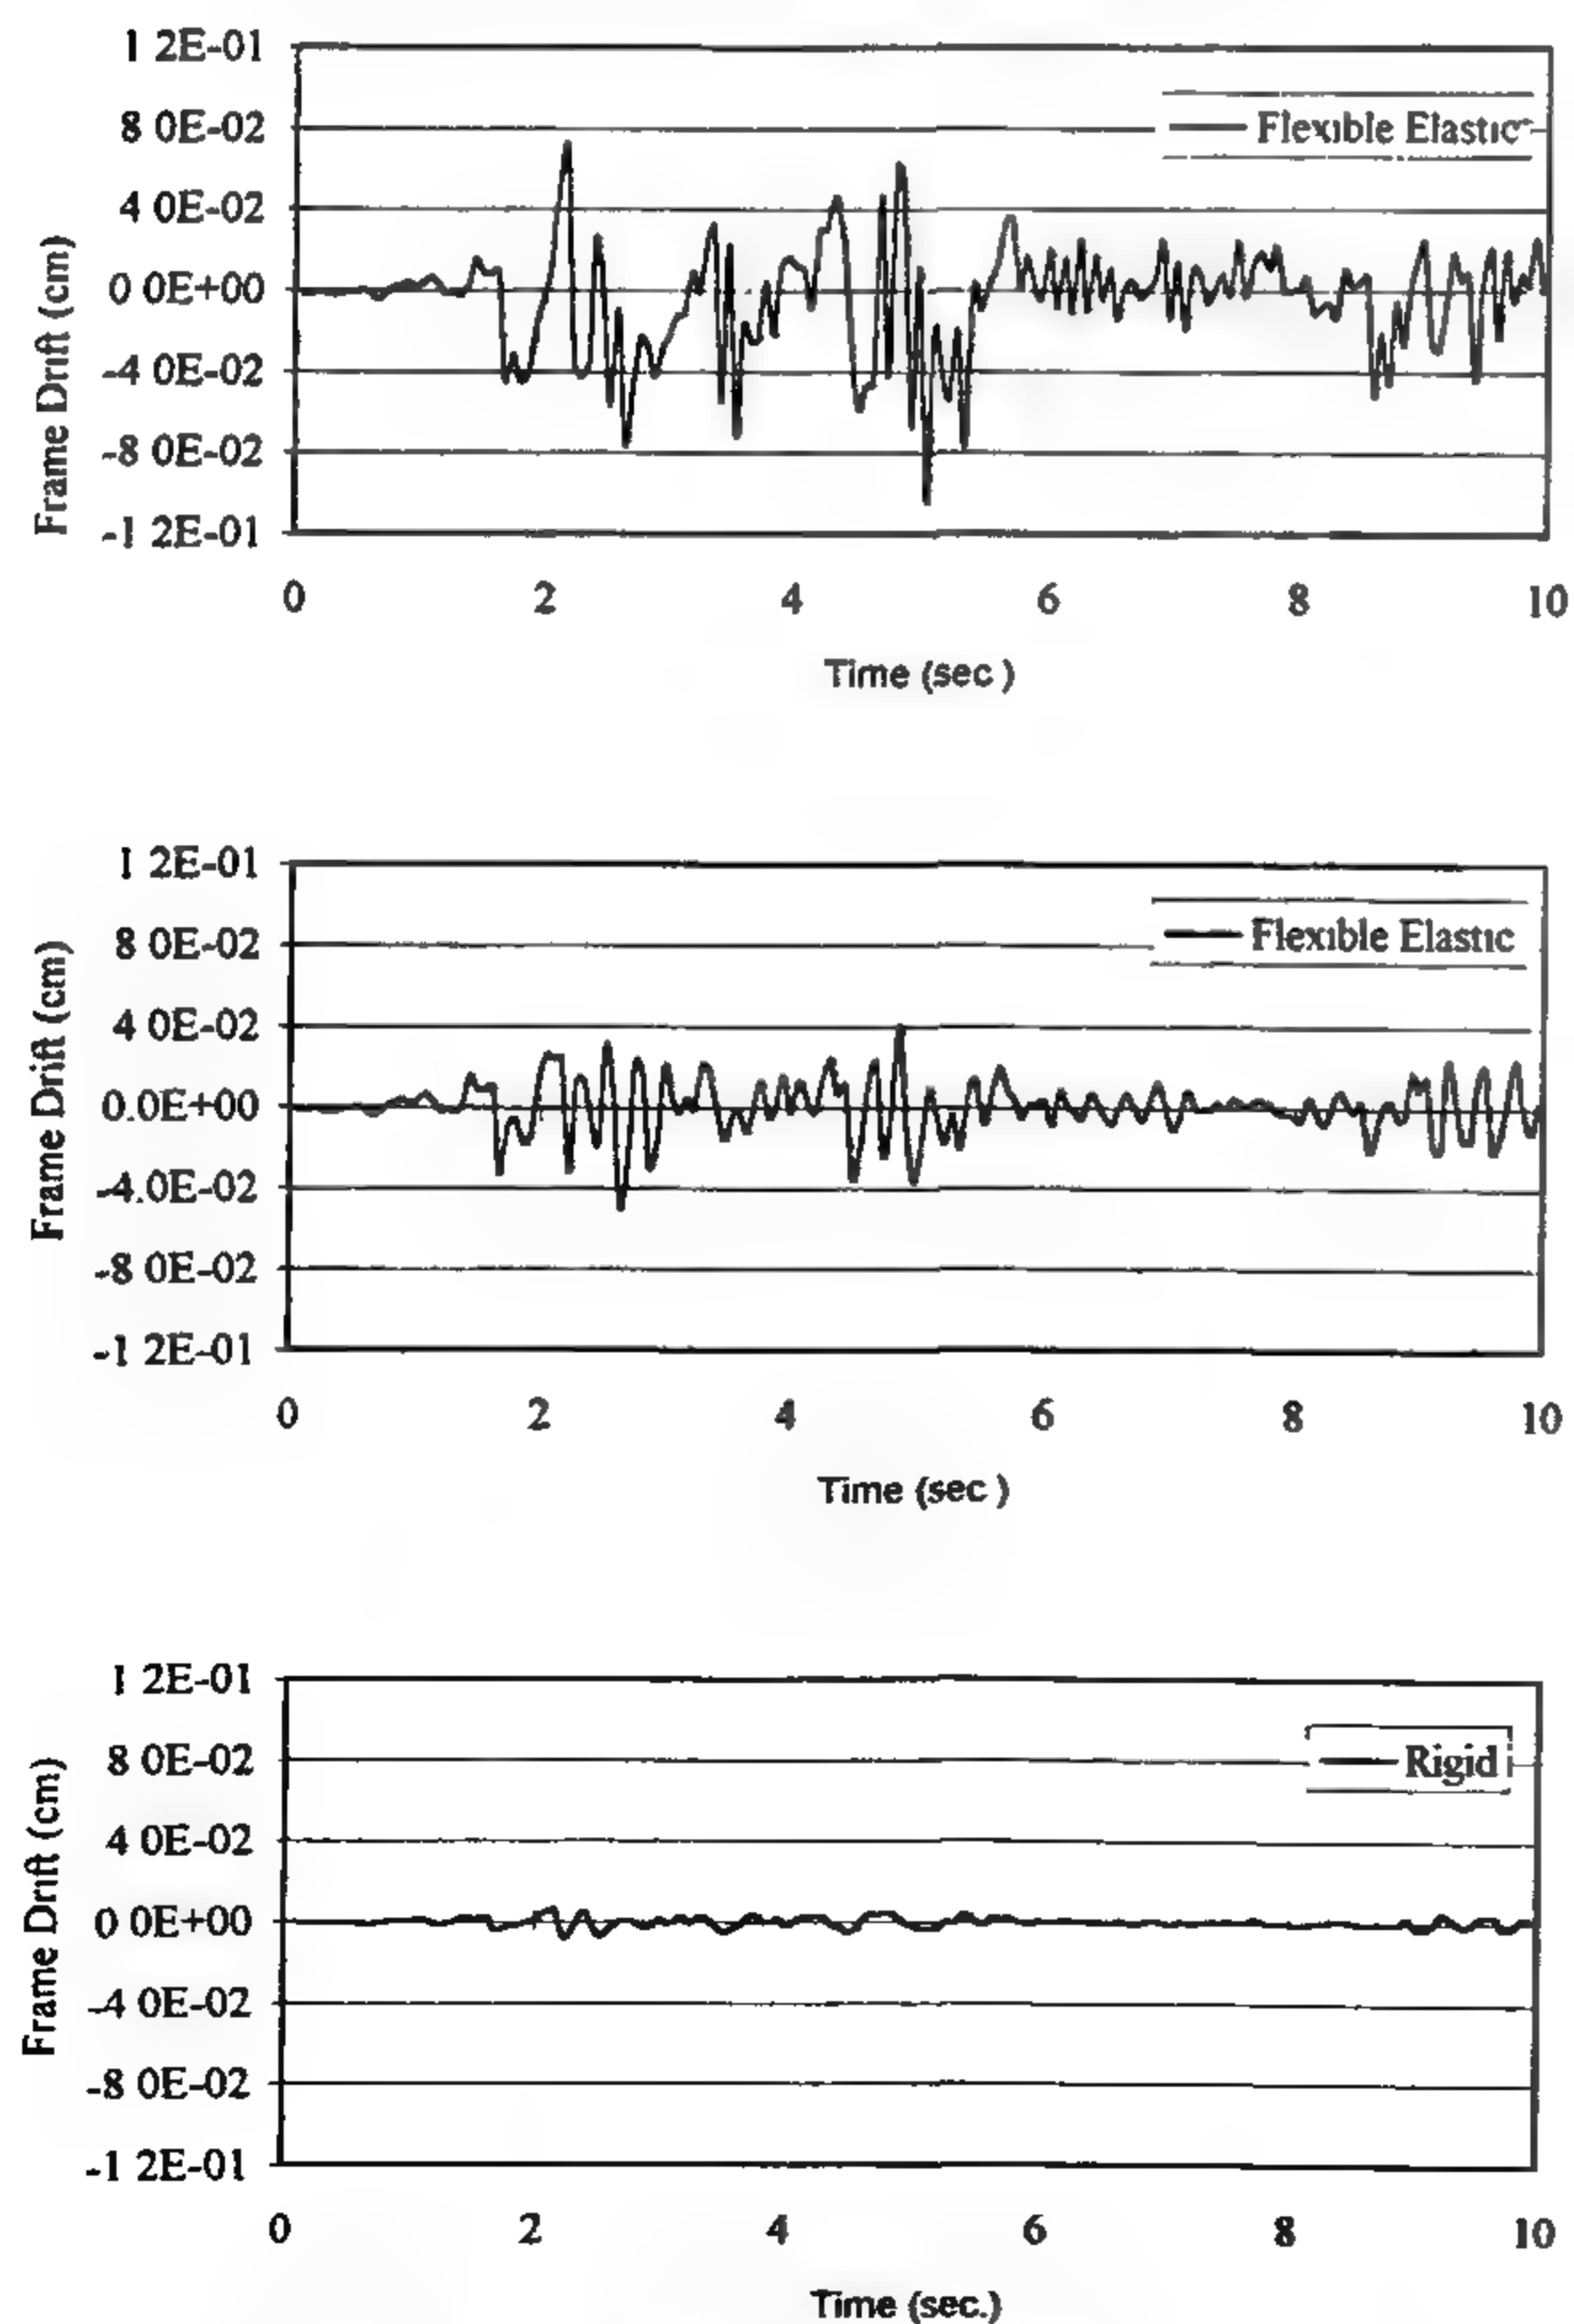 1 2E-01
8 0E-02
4 0E-02
0 0E+00
-4 0E-02
-8 0E-02
-1 2E-01
Frame Drift (cm)
Flexible Elastic
0 2 4 6 8 10
Time (sec )
1 2E-01
8 0E-02
4 0E-02
0.0E+00
-4.0E-02
-8 0E-02
-1 2E-01
Frame Drift (cm)
Flexible Elastic
0 2 4 6 8 10
Time (sec )
1 2E-01
8 0E-02
4 0E-02
0 0E+00
-4 0E-02
-8 0E-02
-1 2E-01
Frame Drift (cm)
Rigid
0 2 4 6 8 10
Time (sec.)